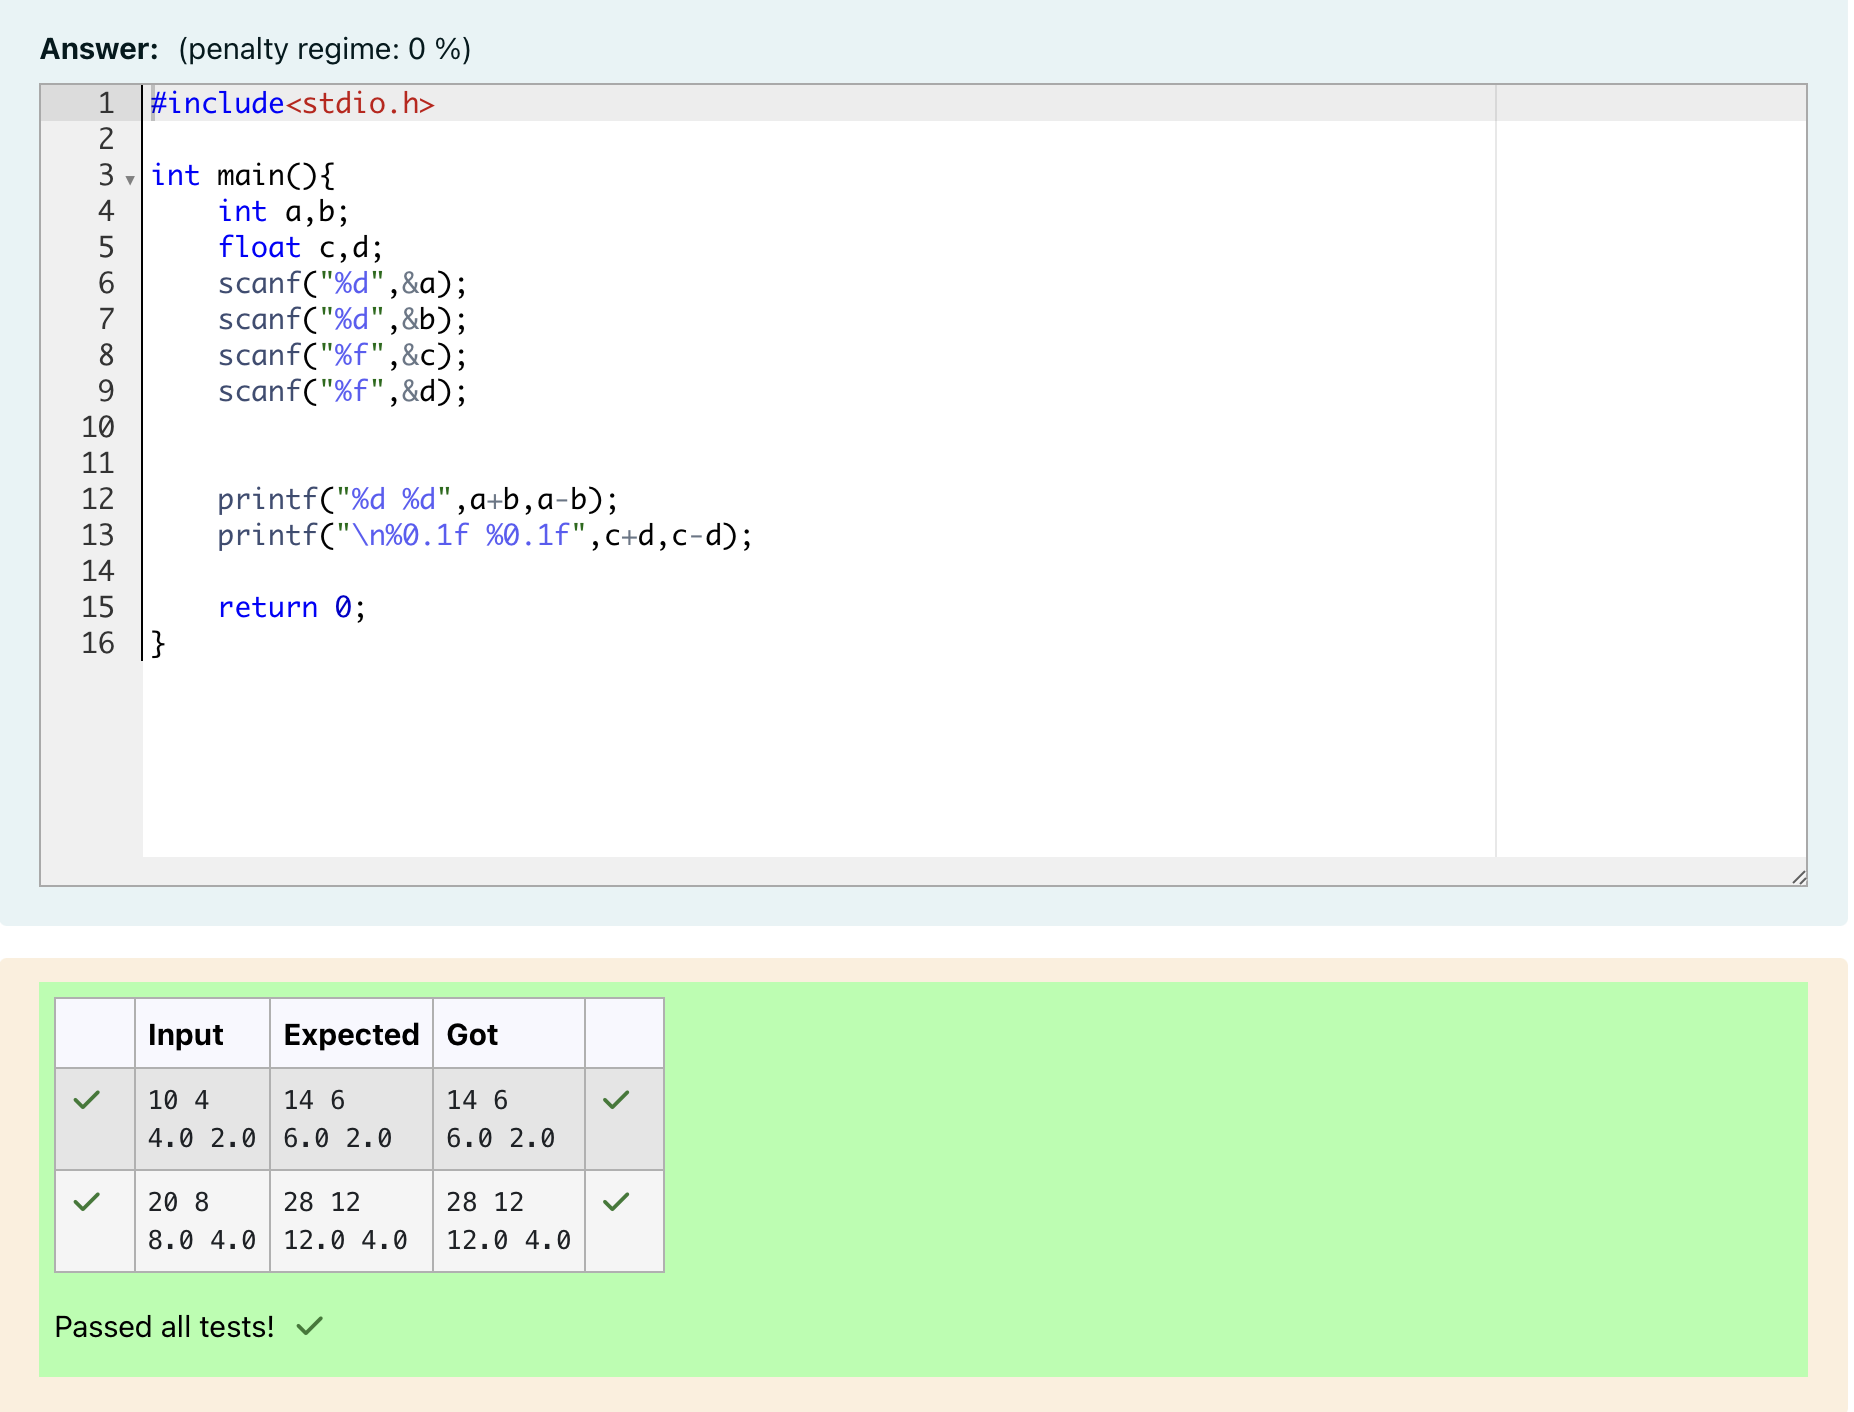 Answer: (penalty regime: 0 %)
1 #include<stdio.h>
2
3 int main(){
4     int a,b;
5     float c,d;
6     scanf("%d",&a);
7     scanf("%d",&b);
8     scanf("%f",&c);
9     scanf("%f",&d);
10
11
12     printf("%d %d",a+b,a-b);
13     printf("\n%0.1f %0.1f",c+d,c-d);
14
15     return 0;
16 }
Input Expected Got
10 4 14 6 14 6
4.0 2.0 6.0 2.0 6.0 2.0
20 8 28 12 28 12
8.0 4.0 12.0 4.0 12.0 4.0
Passed all tests!